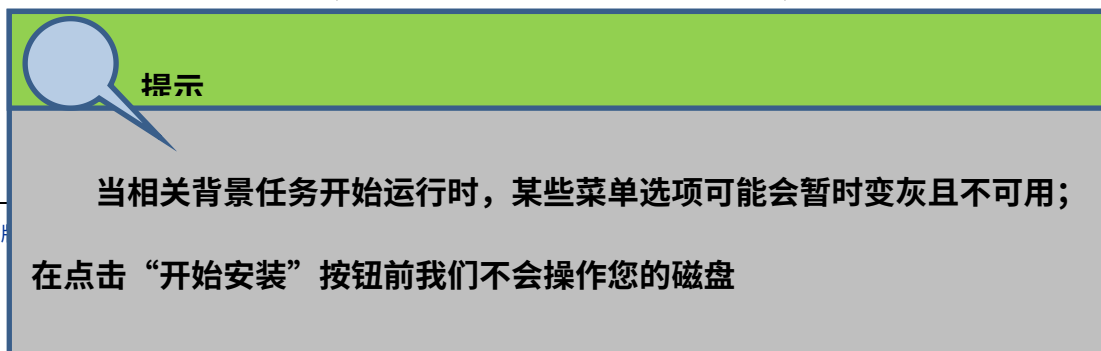 提示
当相关背景任务开始运行时，某些菜单选项可能会暂时变灰且不可用；
在点击“开始安装”按钮前我们不会操作您的磁盘